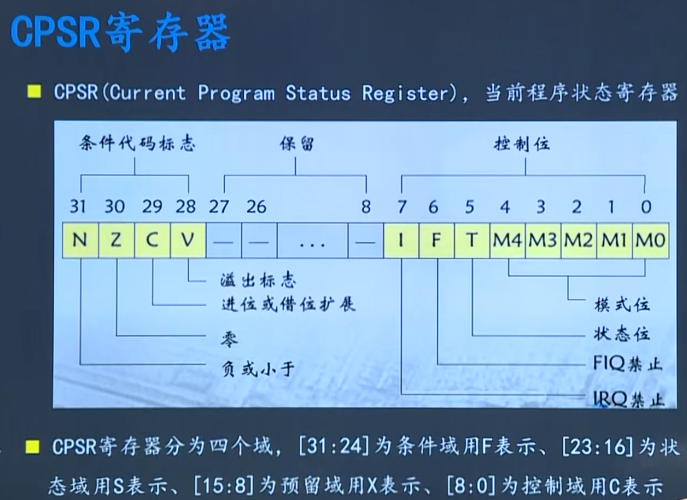 CPSR寄存器
CPSR(Current Program Status Register), 当前程序状态寄存器
条件代码标志 保留 控制位
31 30 29 28 27 26 8 7 6 5 4 3 2 1 0
N Z C V — — ... — I F T M4 M3 M2 M1 M0
溢出标志
进位或借位扩展
模式位
零
状态位
负或小于
FIQ禁止
IRQ禁止
CPSR寄存器分为四个域，[31:24]为条件域用F表示、[23:16]为状
态域用S表示、[15:8]为预留域用X表示、[8:0]为控制域用C表示